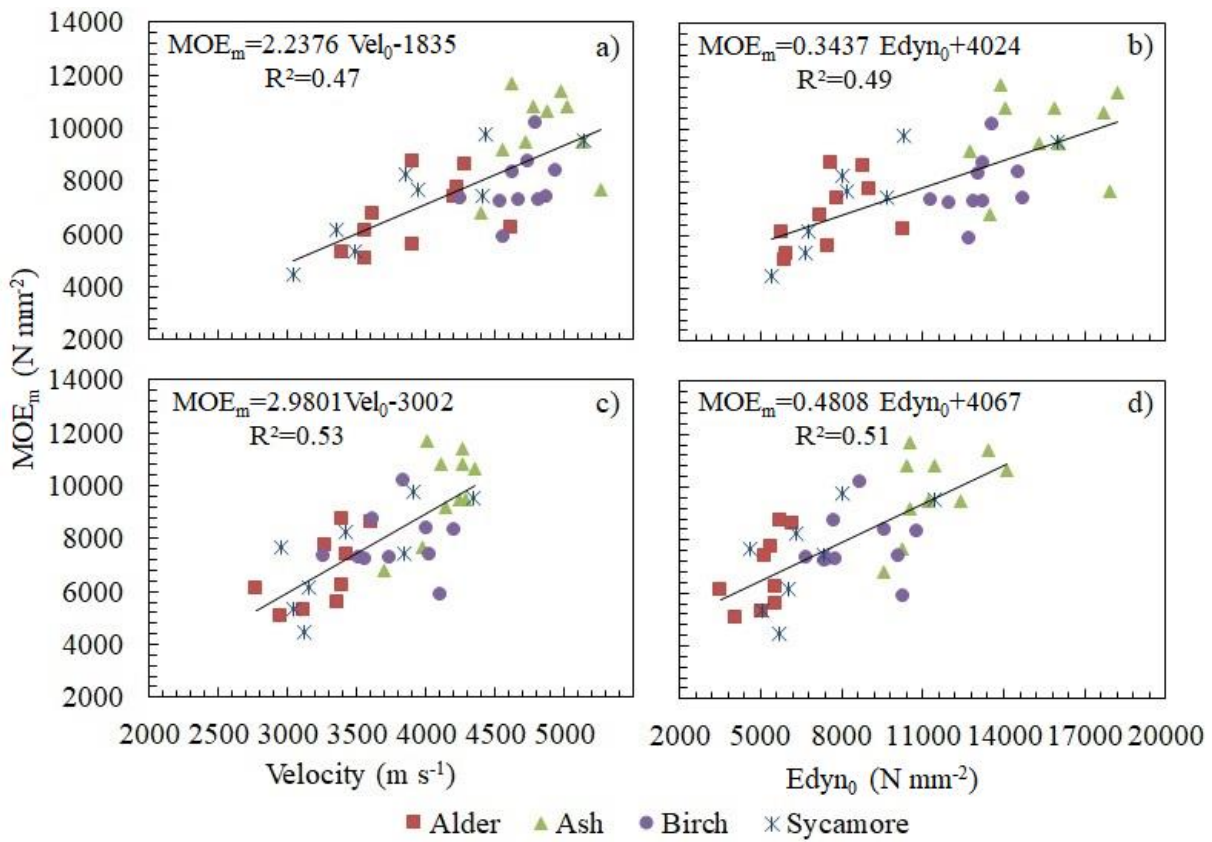 14000
12000
10000
8000
6000
4000
2000
MOEₘ=2.2376 Vel₀-1835
R²=0.47
a)
MOEₘ=0.3437 Edyn₀+4024
R²=0.49
b)
MOEₘ (N mm⁻²)
14000
12000
10000
8000
6000
4000
2000
MOEₘ=2.9801Vel₀-3002
R²=0.53
c)
MOEₘ=0.4808 Edyn₀+4067
R²=0.51
d)
2000 2500 3000 3500 4000 4500 5000
2000 5000 8000 11000 14000 17000 20000
Velocity (m s⁻¹)
Edyn₀ (N mm⁻²)
Alder Ash Birch Sycamore